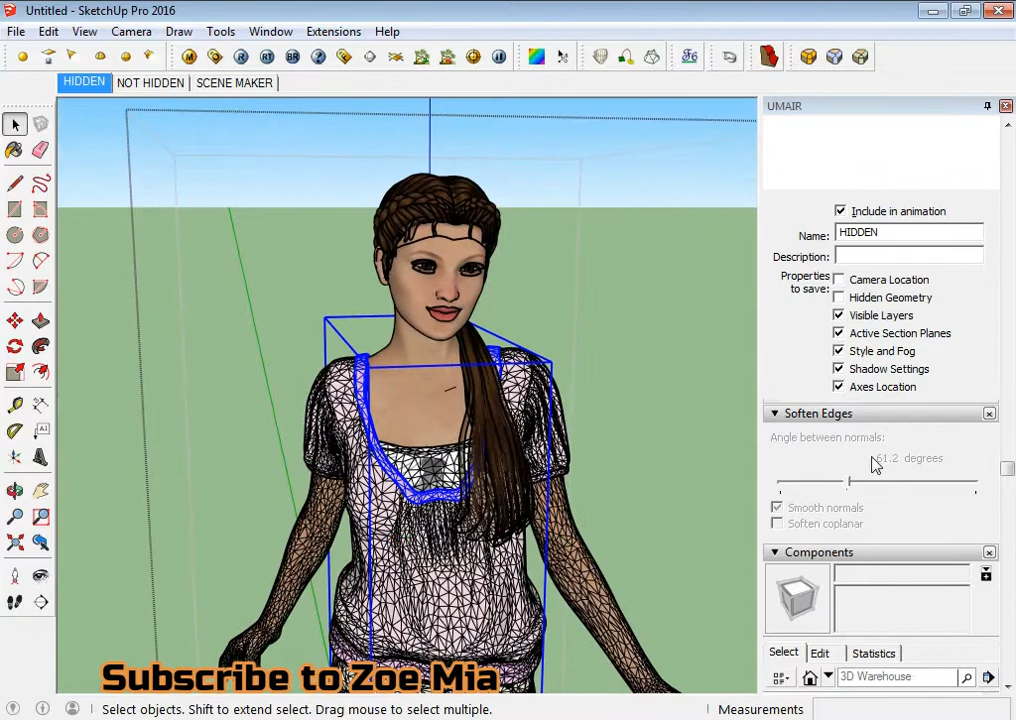 Untitled - SketchUp Pro 2016
File Edit View Camera Draw Tools Window Extensions Help
HIDDEN NOT HIDDEN SCENE MAKER
UMAIR
Include in animation
Name: HIDDEN
Description:
Properties to save:
Camera Location
Hidden Geometry
Visible Layers
Active Section Planes
Style and Fog
Shadow Settings
Axes Location
Soften Edges
Angle between normals:
61.2 degrees
Smooth normals
Soften coplanar
Components
Select Edit Statistics
3D Warehouse
Subscribe to Zoe Mia
Select objects. Shift to extend select. Drag mouse to select multiple.
Measurements